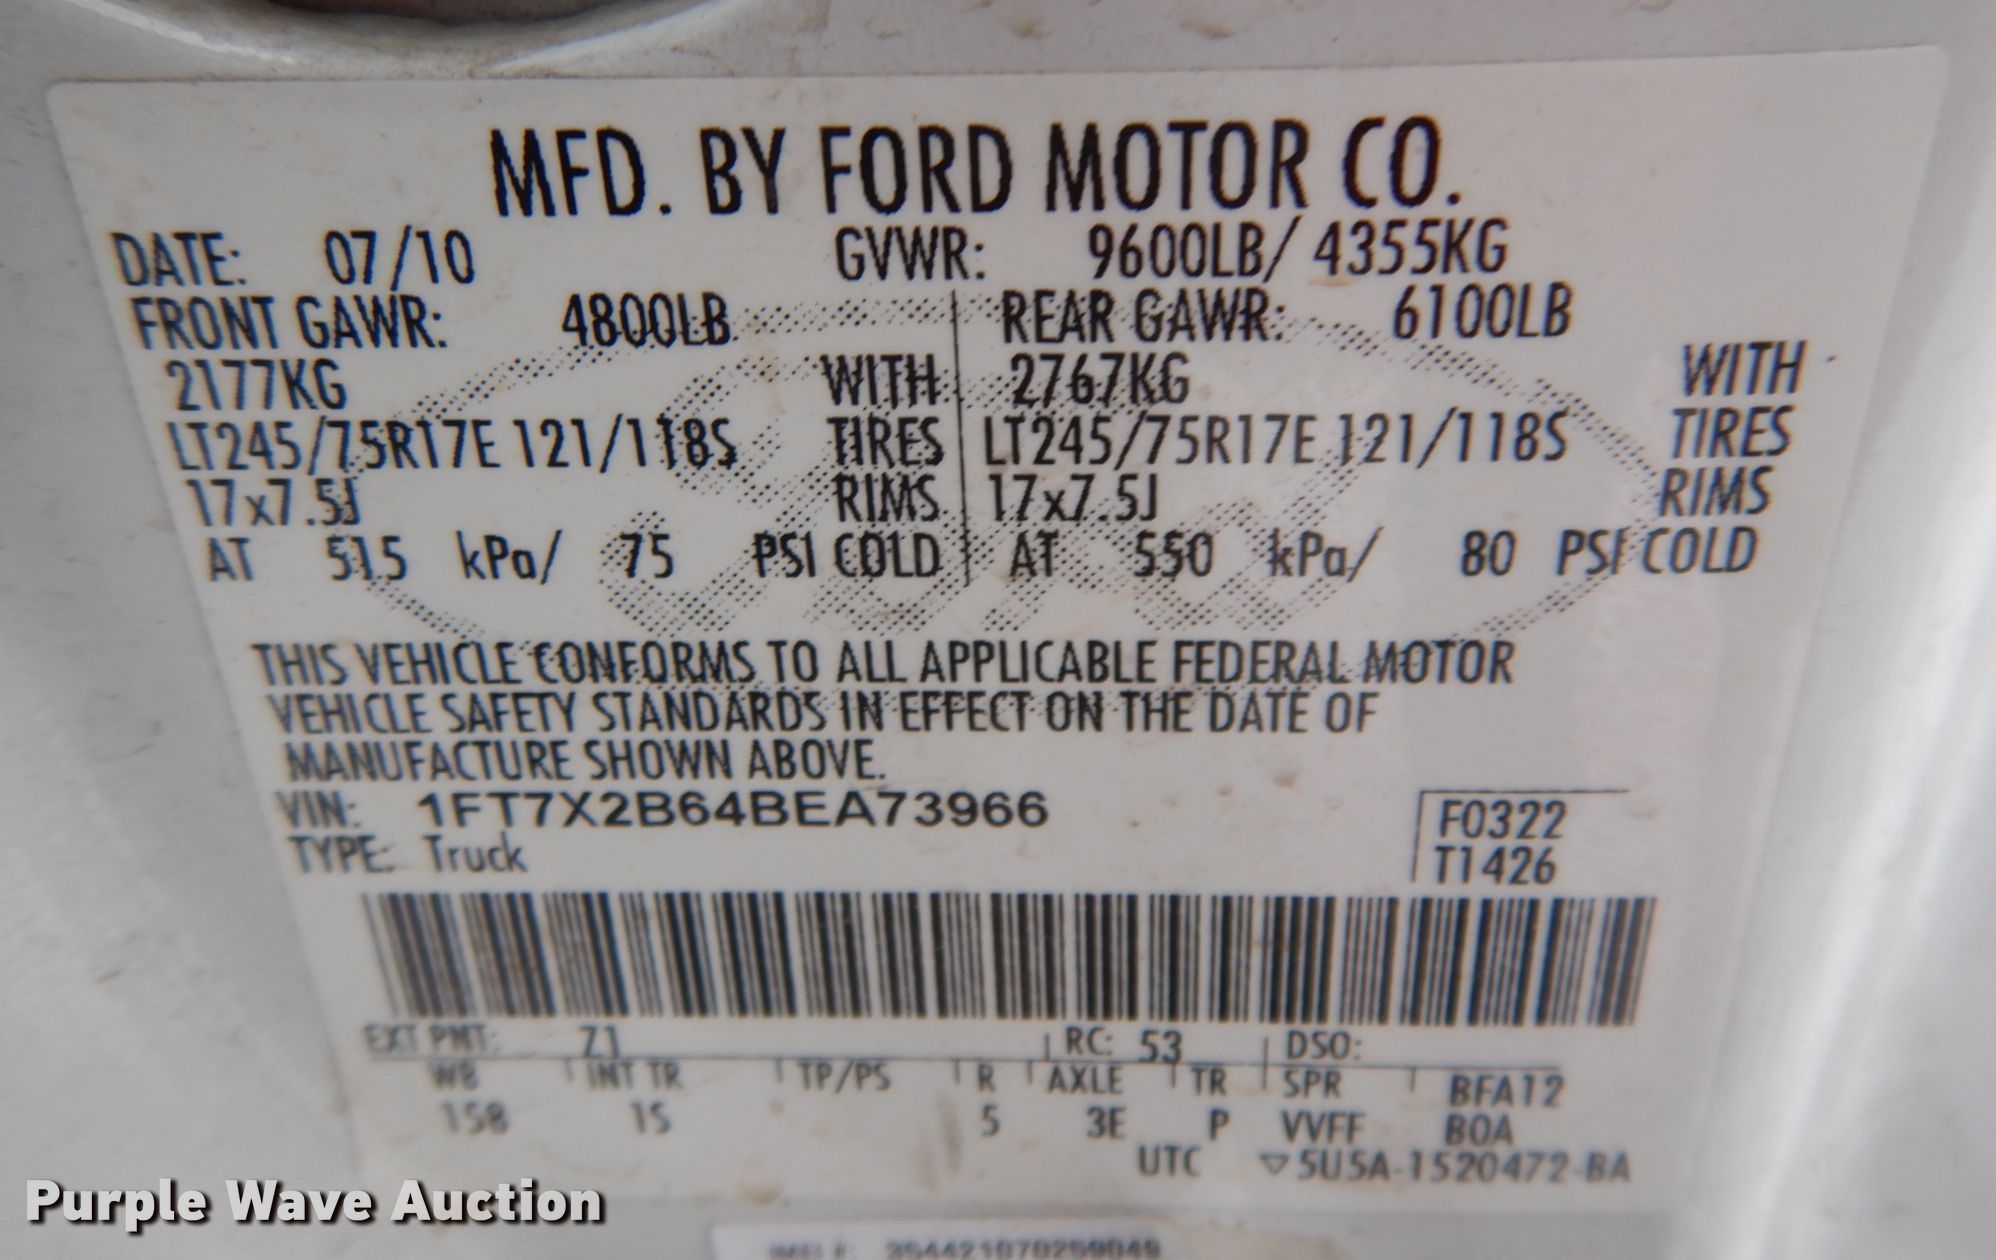 MFD. BY FORD MOTOR CO.
DATE: 07/10 GVWR: 9600LB/ 4355KG
FRONT GAWR: 4800LB REAR GAWR: 6100LB
2177KG WITH 2767KG WITH
LT245/75R17E 121/118S TIRES LT245/75R17E 121/118S TIRES
17x7.5J RIMS 17x7.5J RIMS
AT 515 kPa/ 75 PSI COLD AT 550 kPa/ 80 PSI COLD
THIS VEHICLE CONFORMS TO ALL APPLICABLE FEDERAL MOTOR
VEHICLE SAFETY STANDARDS IN EFFECT ON THE DATE OF
MANUFACTURE SHOWN ABOVE.
VIN: 1FT7X2B64BEA73966 F0322
TYPE: Truck T1426
EXT PNT: Z1 RC: 53 DSO:
WB INT TR TP/PS R AXLE TR SPR BFA12
158 1S 5 3E P VVFF BOA
UTC ▽5U5A-1520472-BA
Purple Wave Auction